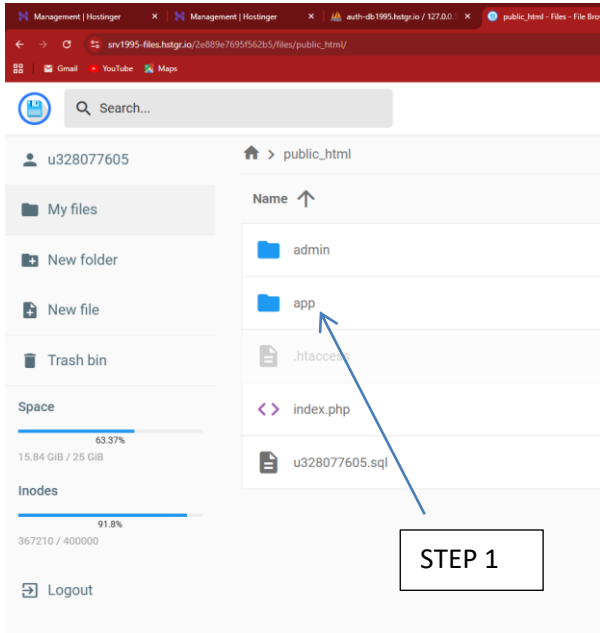 Management | Hostinger
Management | Hostinger
auth-db1995.hstgr.io / 127.0.0.
public_html - Files - File Bro
srv1995-files.hstgr.io/2e889e7695f562b5/files/public_html/
Gmail YouTube Maps
Search...
u328077605
public_html
My files
Name
New folder
admin
New file
app
Trash bin
.htaccess
Space
63.37%
15.84 GiB / 25 GiB
index.php
Inodes
u328077605.sql
91.8%
367210 / 400000
STEP 1
Logout